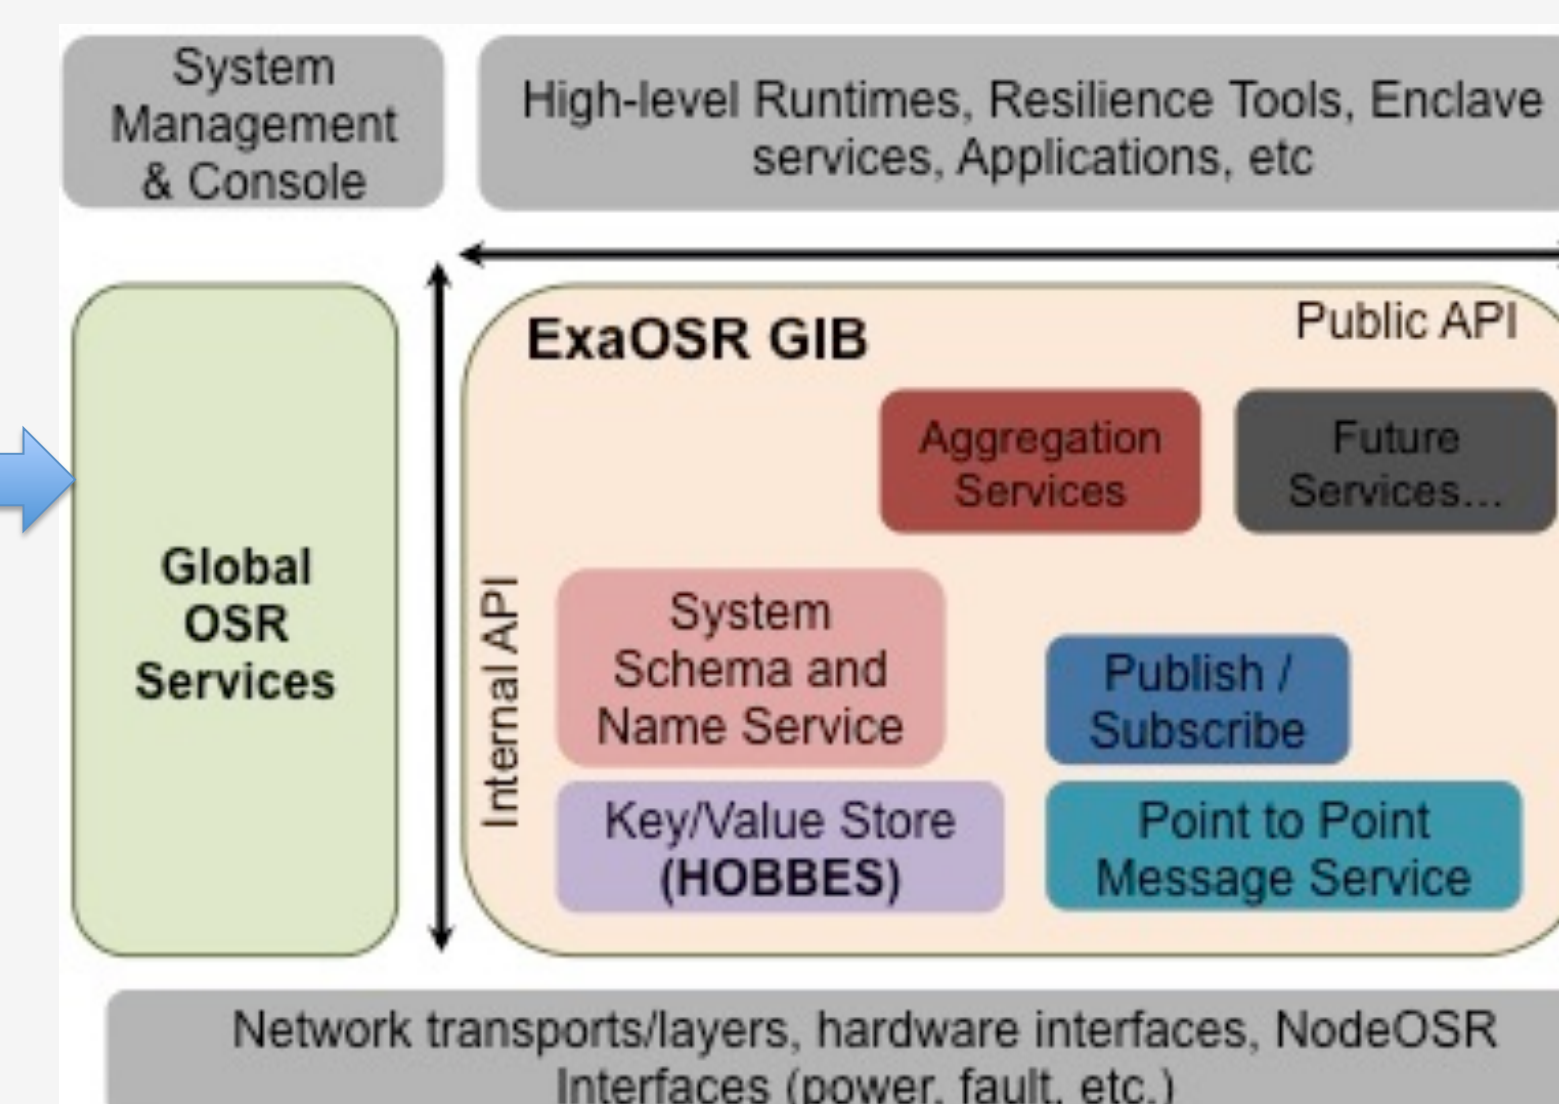 System
Management
& Console
High-level Runtimes, Resilience Tools, Enclave
services, Applications, etc
ExaOSR GIB
Public API
Aggregation
Services
Future
Services...
Global
OSR
Services
Internal API
System
Schema and
Name Service
Publish /
Subscribe
Key/Value Store
(HOBBES)
Point to Point
Message Service
Network transports/layers, hardware interfaces, NodeOSR
Interfaces (power, fault, etc.)